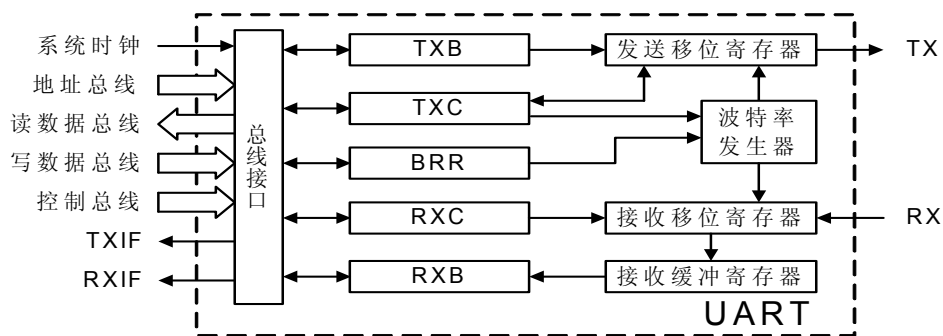 系统时钟
地址总线
读数据总线
写数据总线
控制总线
TXIF
RXIF
总线接口
TXB
TXC
BRR
RXC
RXB
发送移位寄存器
波特率
发生器
接收移位寄存器
接收缓冲寄存器
TX
RX
UART